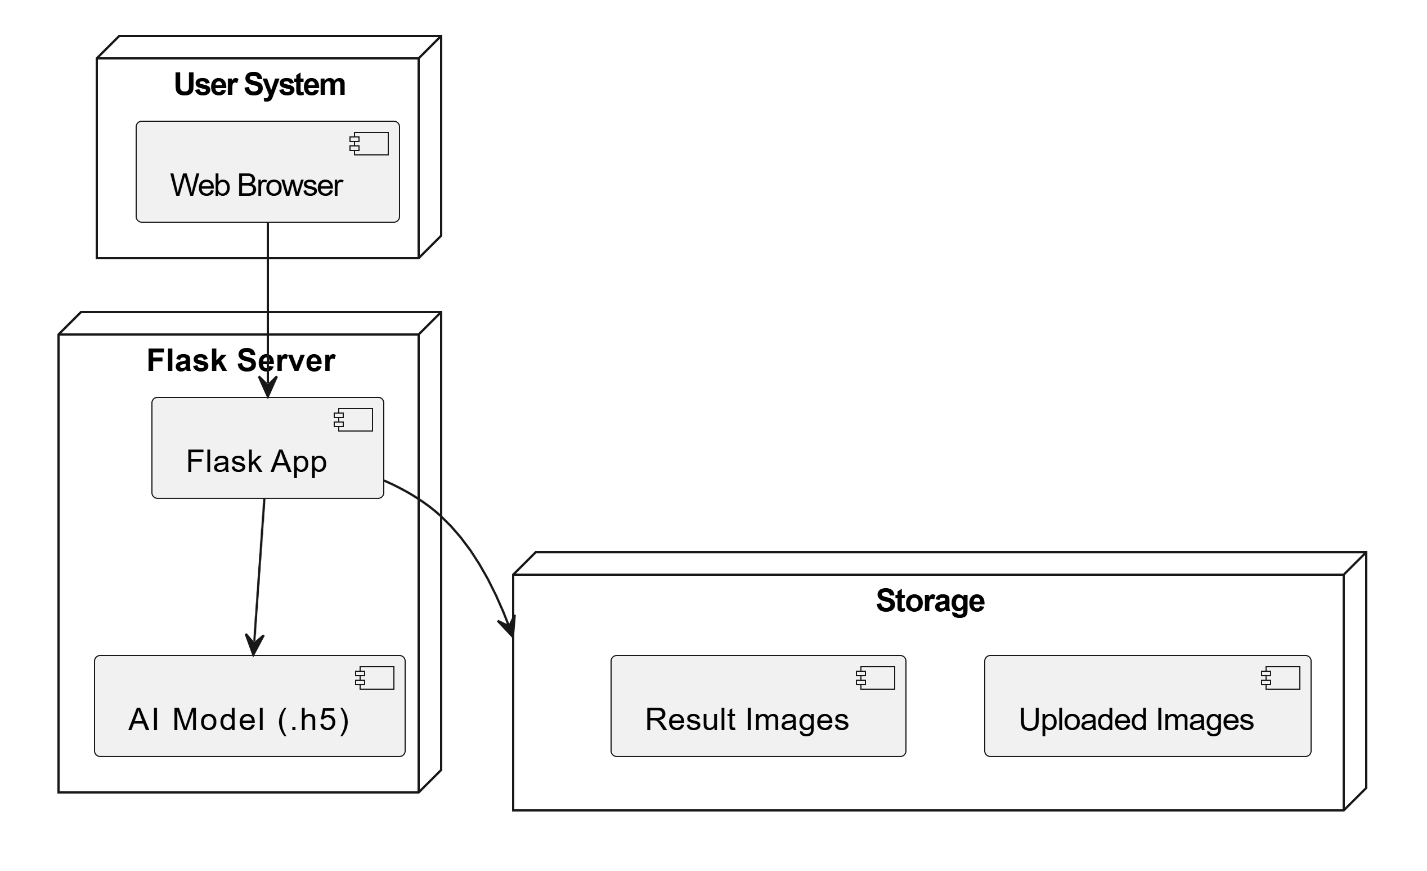 User System
Web Browser
Flask Server
Flask App
AI Model (.h5)
Storage
Result Images
Uploaded Images